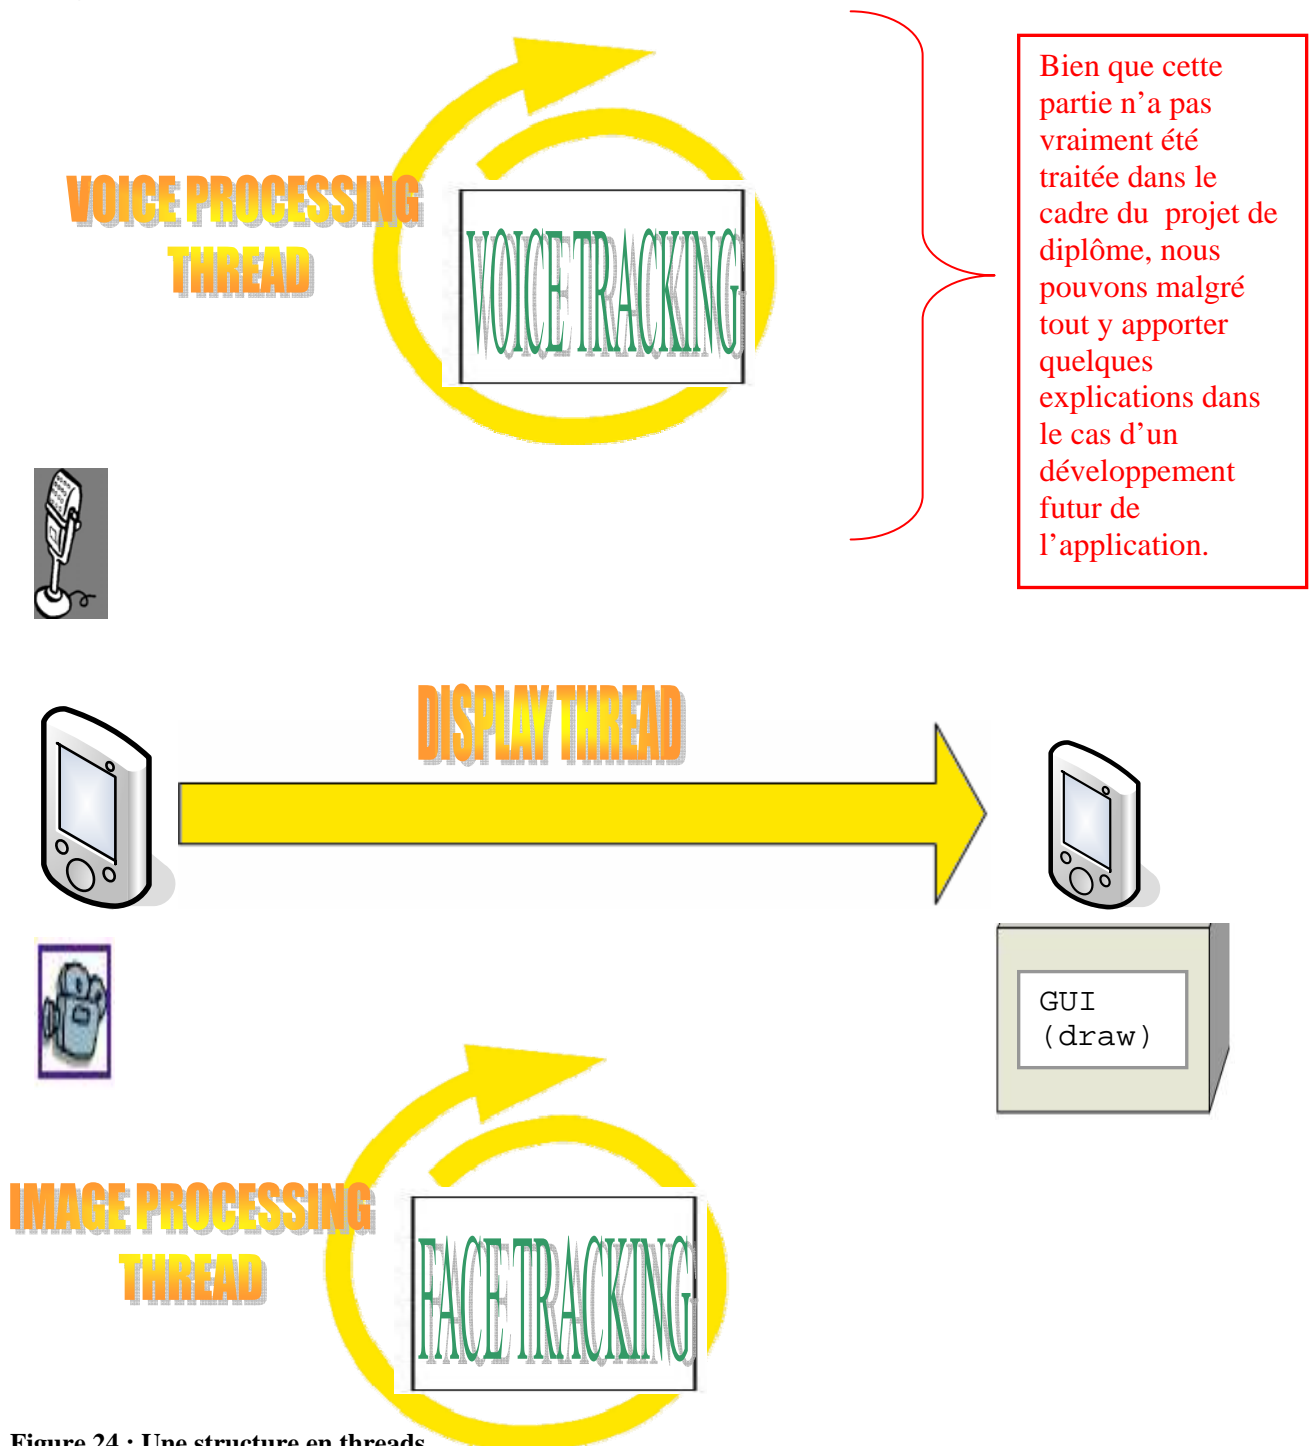 VOICE PROCESSING
THREAD
VOICE TRACKING
Bien que cette
partie n’a pas
vraiment été
traitée dans le
cadre du  projet de
diplôme, nous
pouvons malgré
tout y apporter
quelques
explications dans
le cas d’un
développement
futur de
l’application.
DISPLAY THREAD
GUI
(draw)
IMAGE PROCESSING
THREAD
FACE TRACKING
Figure 24 : Une structure en threads